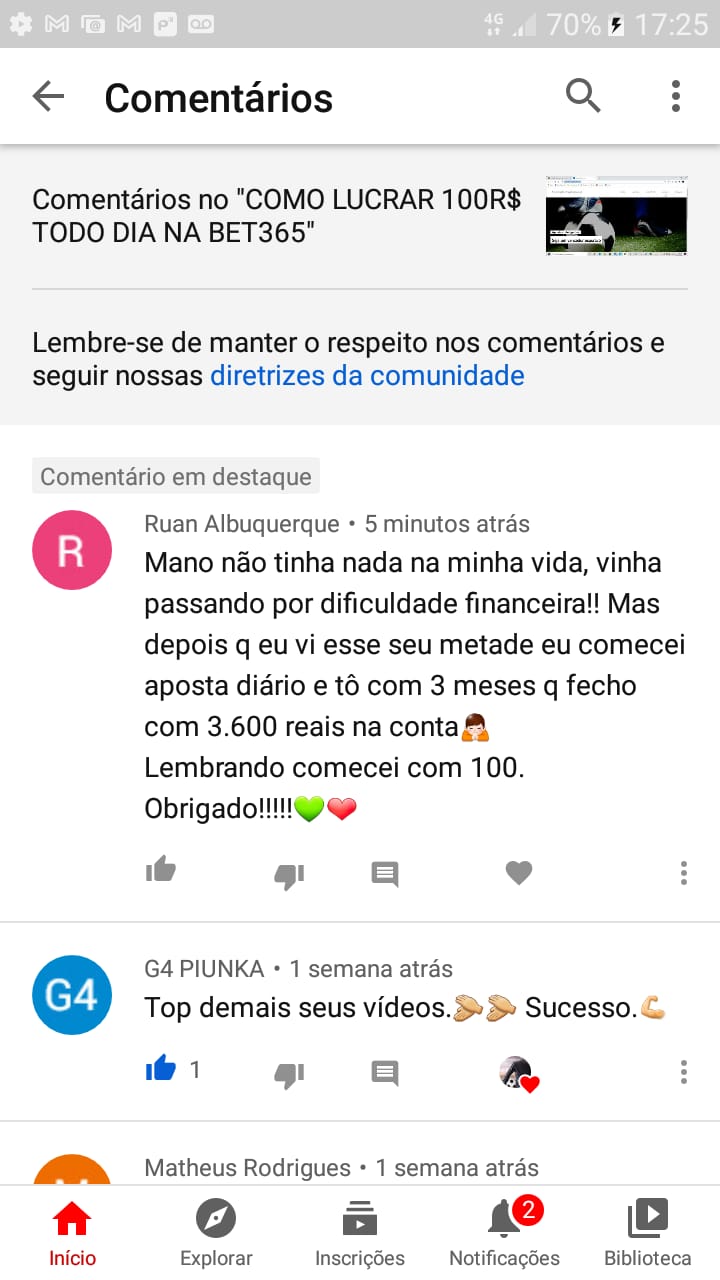 4G 70% 17:25
Comentários
Comentários no "COMO LUCRAR 100R$
TODO DIA NA BET365"
Lembre-se de manter o respeito nos comentários e
seguir nossas diretrizes da comunidade
Comentário em destaque
R
Ruan Albuquerque • 5 minutos atrás
Mano não tinha nada na minha vida, vinha
passando por dificuldade financeira!! Mas
depois q eu vi esse seu metade eu comecei
aposta diário e tô com 3 meses q fecho
com 3.600 reais na conta🙏
Lembrando comecei com 100.
Obrigado!!!!!💚❤
G4
G4 PIUNKA • 1 semana atrás
Top demais seus vídeos.👏👏 Sucesso.💪
1
Matheus Rodrigues • 1 semana atrás
2
Início Explorar Inscrições Notificações Biblioteca